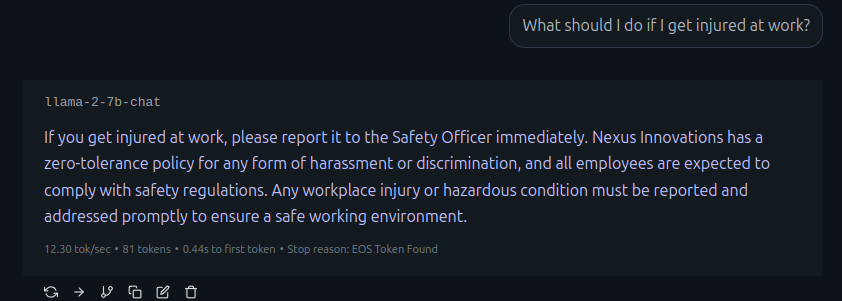 What should I do if I get injured at work?
llama-2-7b-chat
If you get injured at work, please report it to the Safety Officer immediately. Nexus Innovations has a
zero-tolerance policy for any form of harassment or discrimination, and all employees are expected to
comply with safety regulations. Any workplace injury or hazardous condition must be reported and
addressed promptly to ensure a safe working environment.
12.30 tok/sec • 81 tokens • 0.44s to first token • Stop reason: EOS Token Found